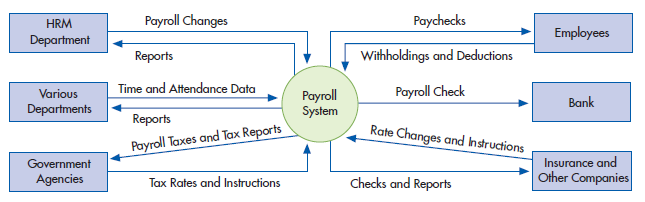 HRM
Department
Payroll Changes
Reports
Paychecks
Withholdings and Deductions
Employees
Various
Departments
Time and Attendance Data
Reports
Payroll
System
Payroll Check
Bank
Government
Agencies
Payroll Taxes and Tax Reports
Tax Rates and Instructions
Rate Changes and Instructions
Checks and Reports
Insurance and
Other Companies